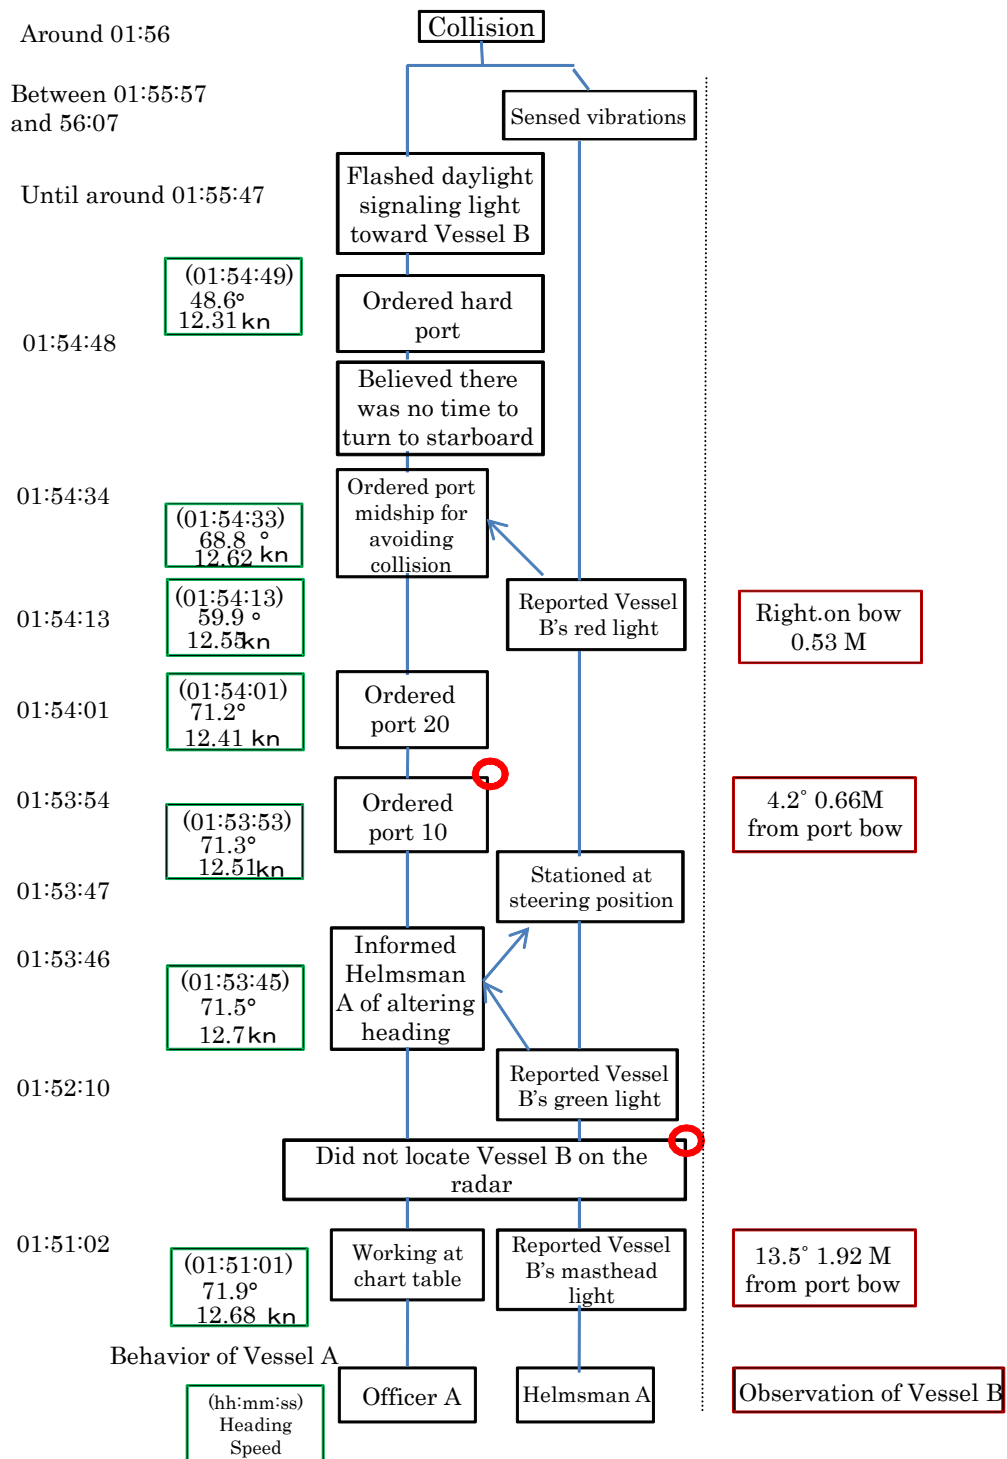 Around 01:56
Collision
Between 01:55:57
and 56:07
Sensed vibrations
Until around 01:55:47
Flashed daylight
signaling light
toward Vessel B
(01:54:49)
48.6°
12.31 kn
Ordered hard
port
01:54:48
Believed there
was no time to
turn to starboard
01:54:34
Ordered port
midship for
avoiding
collision
(01:54:33)
68.8 °
12.62 kn
01:54:13
(01:54:13)
59.9 °
12.55kn
Reported Vessel
B's red light
Right.on bow
0.53 M
01:54:01
(01:54:01)
71.2°
12.41 kn
Ordered
port 20
01:53:54
(01:53:53)
71.3°
12.51kn
Ordered
port 10
4.2° 0.66M
from port bow
01:53:47
Stationed at
steering position
01:53:46
(01:53:45)
71.5°
12.7kn
Informed
Helmsman
A of altering
heading
01:52:10
Reported Vessel
B's green light
Did not locate Vessel B on the
radar
01:51:02
(01:51:01)
71.9°
12.68 kn
Working at
chart table
Reported Vessel
B's masthead
light
13.5° 1.92 M
from port bow
Behavior of Vessel A
(hh:mm:ss)
Heading
Speed
Officer A
Helmsman A
Observation of Vessel B